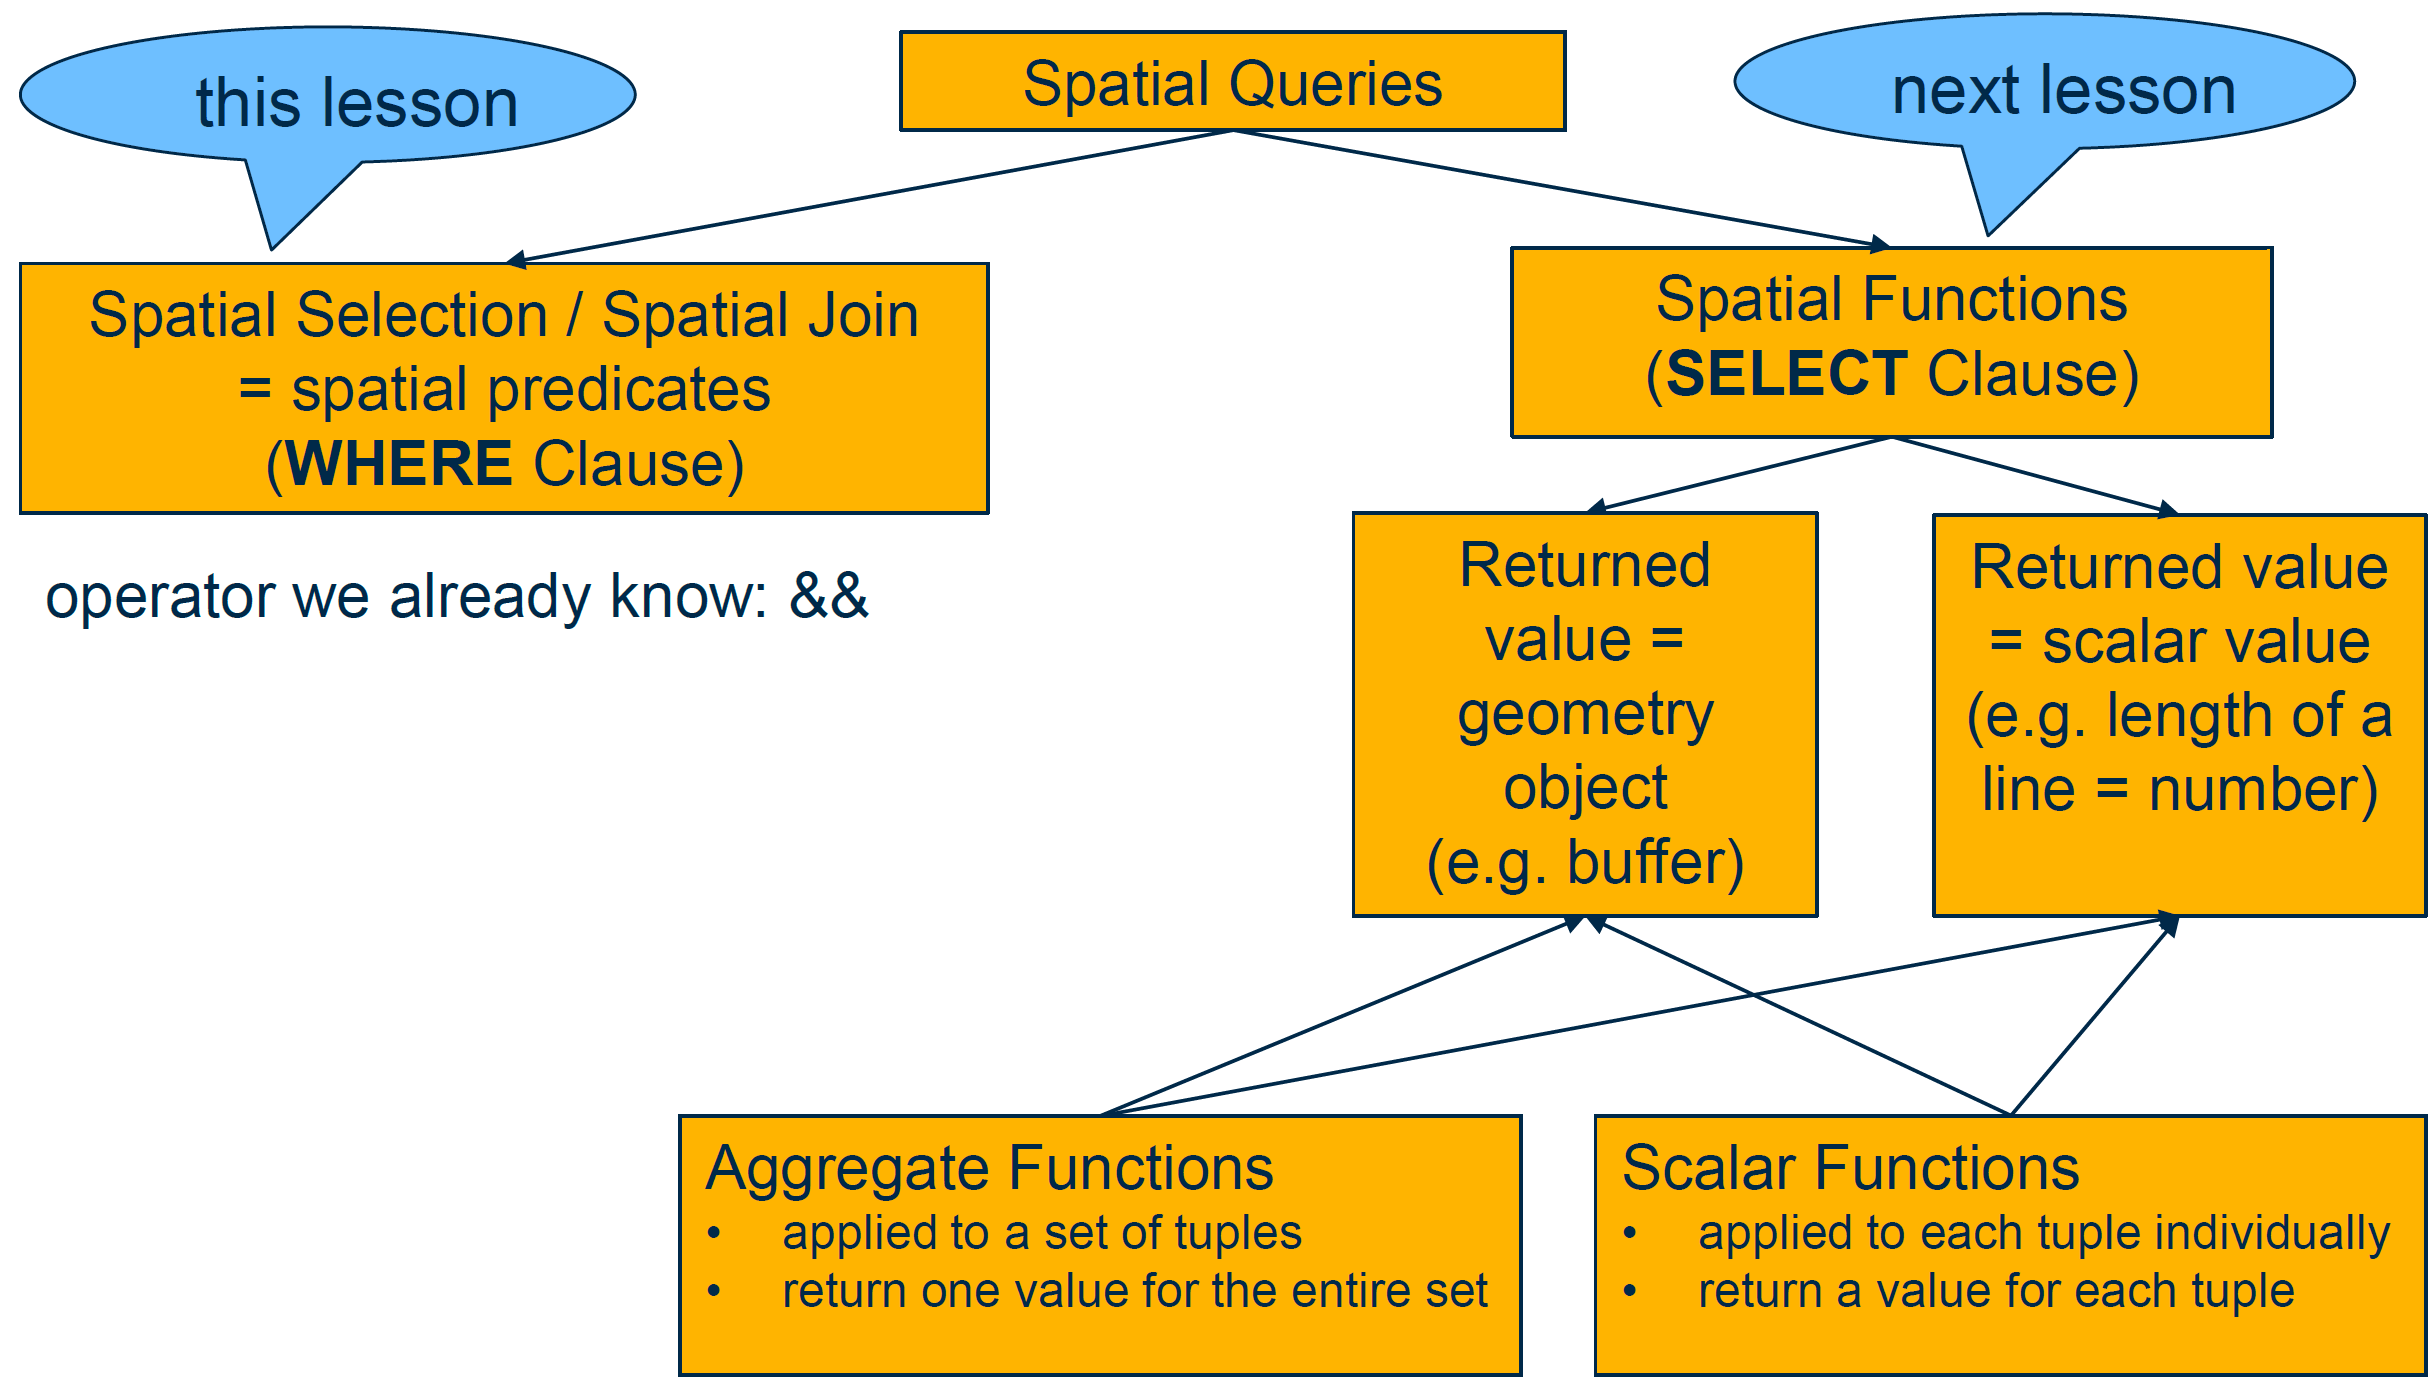 this lesson
Spatial Queries
next lesson
Spatial Selection / Spatial Join
= spatial predicates
(WHERE Clause)
operator we already know: &&
Spatial Functions
(SELECT Clause)
Returned
value =
geometry
object
(e.g. buffer)
Returned value
= scalar value
(e.g. length of a
line = number)
Aggregate Functions
• applied to a set of tuples
• return one value for the entire set
Scalar Functions
• applied to each tuple individually
• return a value for each tuple